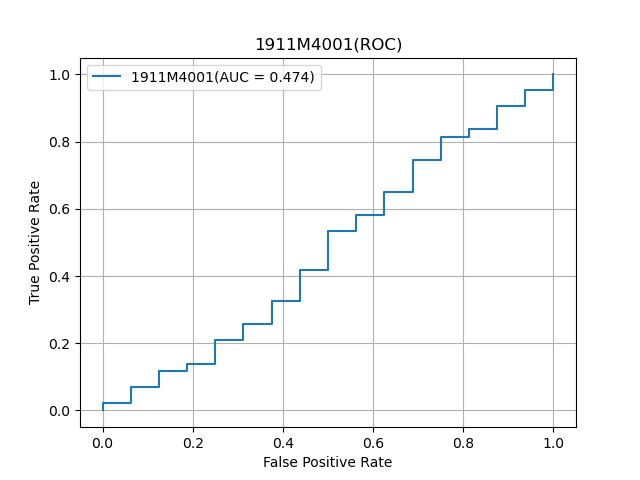 1911M4001(ROC)
1911M4001(AUC = 0.474)
True Positive Rate
1.0
0.8
0.6
0.4
0.2
0.0
0.0 0.2 0.4 0.6 0.8 1.0
False Positive Rate